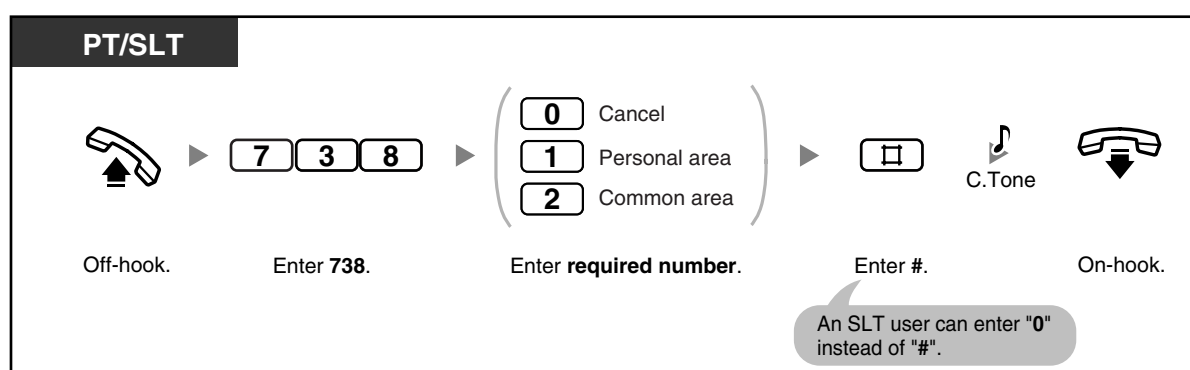 PT/SLT
0 Cancel
7 3 8 1 Personal area
2 Common area
C.Tone
Off-hook. Enter 738. Enter required number. Enter #. On-hook.
An SLT user can enter "0"
instead of "#".